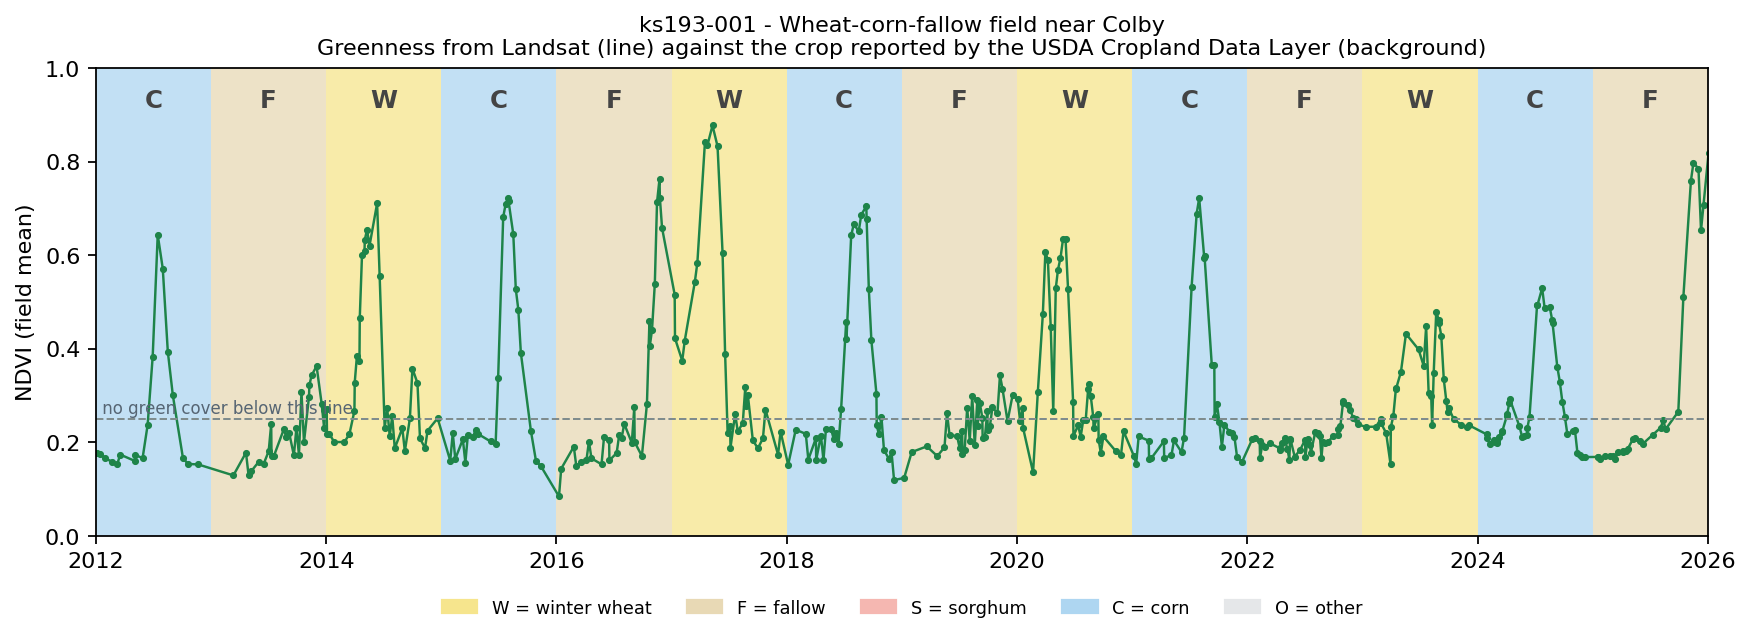 ks193-001 - Wheat-corn-fallow field near Colby
Greenness from Landsat (line) against the crop reported by the USDA Cropland Data Layer (background)
1.0
C F W C F W C F W C F W C F
0.8
0.6
NDVI (field mean)
0.4
no green cover below this line
0.2
0.0
2012 2014 2016 2018 2020 2022 2024 2026
W = winter wheat F = fallow S = sorghum C = corn O = other